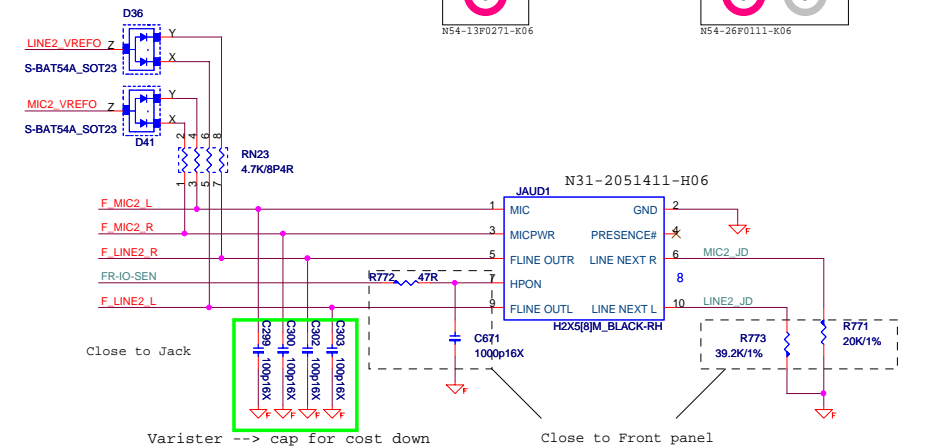 N54-13F0271-K06
N54-26F0111-K06
D36
LINE2_VREFO
Z
Y
X
S-BAT54A_SOT23
MIC2_VREFO
Z
Y
X
S-BAT54A_SOT23
D41
2
4
6
8
RN23
4.7K/8P4R
1
3
5
7
N31-2051411-H06
JAUD1
F_MIC2_L
1
MIC
GND
2
F
F_MIC2_R
3
MICPWR
PRESENCE#
4
F_LINE2_R
5
FLINE OUTR
LINE NEXT R
6
MIC2_JD
FR-IO-SEN
R772
47R
7
HPON
8
F_LINE2_L
9
FLINE OUTL
LINE NEXT L
10
LINE2_JD
H2X5[8]M_BLACK-RH
C299
100p16X
C300
100p16X
C302
100p16X
C303
100p16X
C671
1000p16X
R773
39.2K/1%
R771
20K/1%
Close to Jack
F
F
F
F
F
F
Varister --> cap for cost down
Close to Front panel